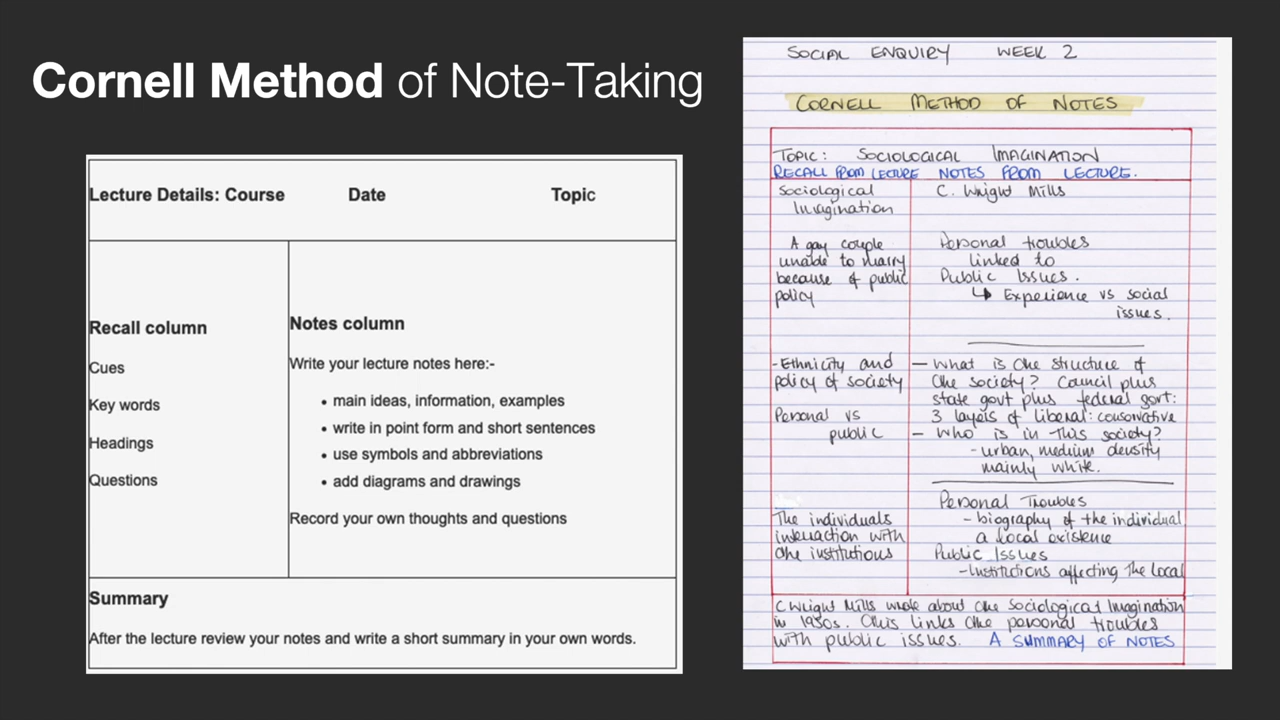 Cornell Method of Note-Taking
Lecture Details: Course Date Topic
Recall column
Cues
Key words
Headings
Questions
Notes column
Write your lecture notes here:-
• main ideas, information, examples
• write in point form and short sentences
• use symbols and abbreviations
• add diagrams and drawings
Record your own thoughts and questions
Summary
After the lecture review your notes and write a short summary in your own words.
SOCIAL ENQUIRY WEEK 2
CORNELL METHOD OF NOTES
TOPIC: SOCIOLOGICAL IMAGINATION
RECALL FROM LECTURE NOTES FROM LECTURE.
Sociological
Imagination
A gay couple
unable to marry
because of public
policy
- Ethnicity and
policy of society
Personal vs
public
The individuals
interaction with
the institutions
C. Wright Mills
Personal troubles
linked to
Public Issues.
↳ Experience vs social
issues.
— What is the structure of
the society? Council plus
state govt plus federal govt:
3 layers of liberal: conservative
— Who is in this society?
- urban, medium density
mainly white.
Personal Troubles
- biography of the individual
a local existence
Public Issues
- Institutions affecting the local
C Wright Mills wrote about the Sociological Imagination
in 1950s. This links the personal troubles
with public issues. A SUMMARY OF NOTES